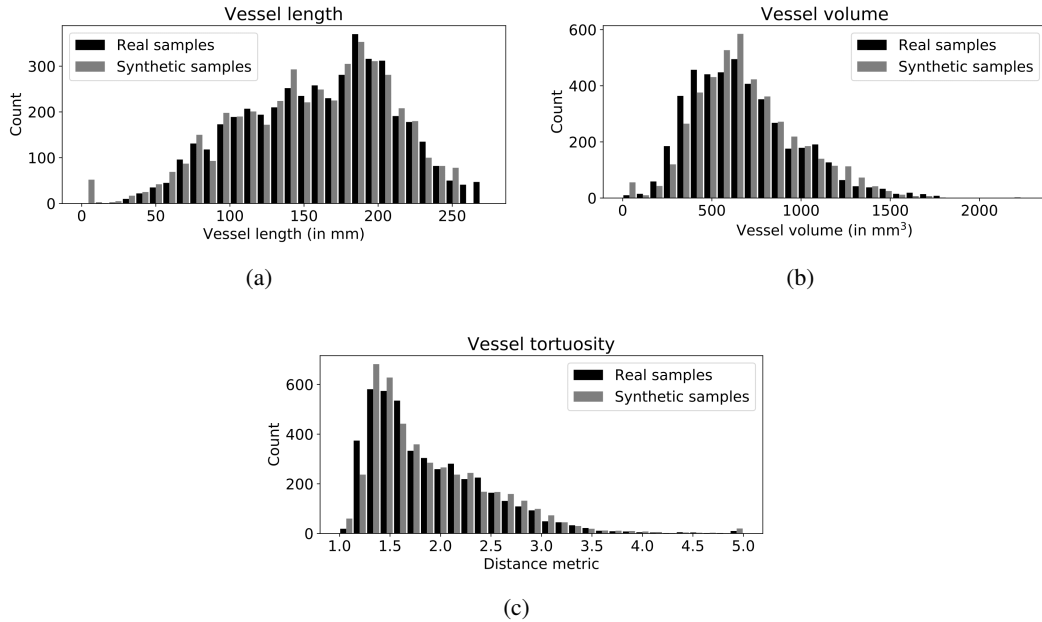 Vessel length
Real samples
Synthetic samples
Count
300
200
100
0
0 50 100 150 200 250
Vessel length (in mm)
(a)
Vessel volume
Real samples
Synthetic samples
Count
600
400
200
0
0 500 1000 1500 2000
Vessel volume (in mm³)
(b)
Vessel tortuosity
Real samples
Synthetic samples
Count
600
400
200
0
1.0 1.5 2.0 2.5 3.0 3.5 4.0 4.5 5.0
Distance metric
(c)